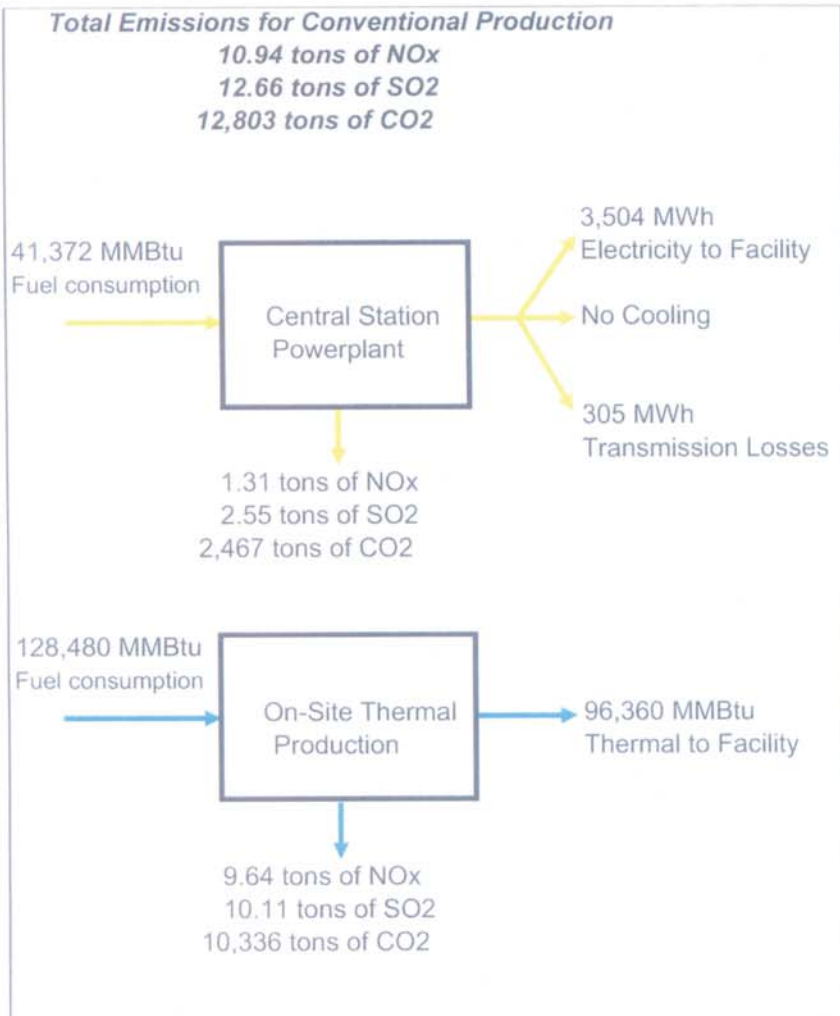 Total Emissions for Conventional Production
10.94 tons of NOx
12.66 tons of SO2
12,803 tons of CO2
41,372 MMBtu
Fuel consumption
Central Station
Powerplant
3,504 MWh
Electricity to Facility
No Cooling
305 MWh
Transmission Losses
1.31 tons of NOx
2.55 tons of SO2
2,467 tons of CO2
128,480 MMBtu
Fuel consumption
On-Site Thermal
Production
96,360 MMBtu
Thermal to Facility
9.64 tons of NOx
10.11 tons of SO2
10,336 tons of CO2